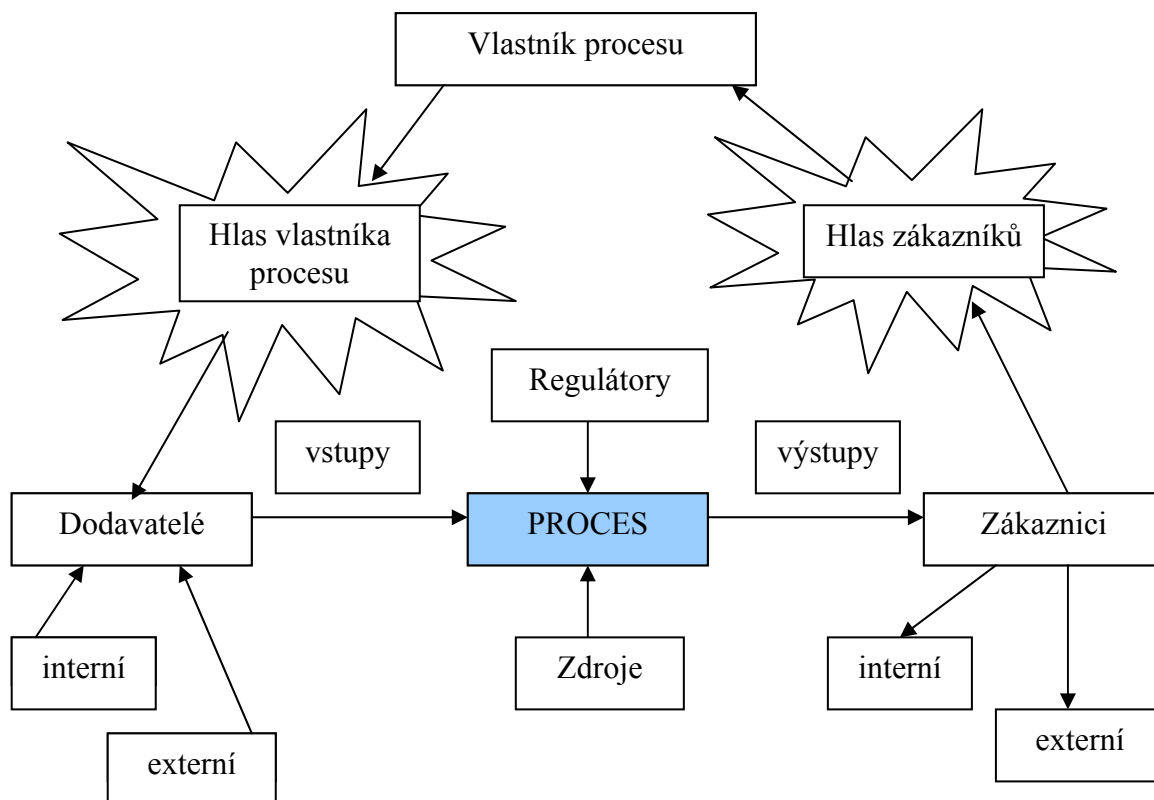 Vlastník procesu
Hlas vlastníka
procesu
Hlas zákazníků
Regulátory
vstupy
výstupy
Dodavatelé
PROCES
Zákaznici
interní
Zdroje
interní
externí
externí